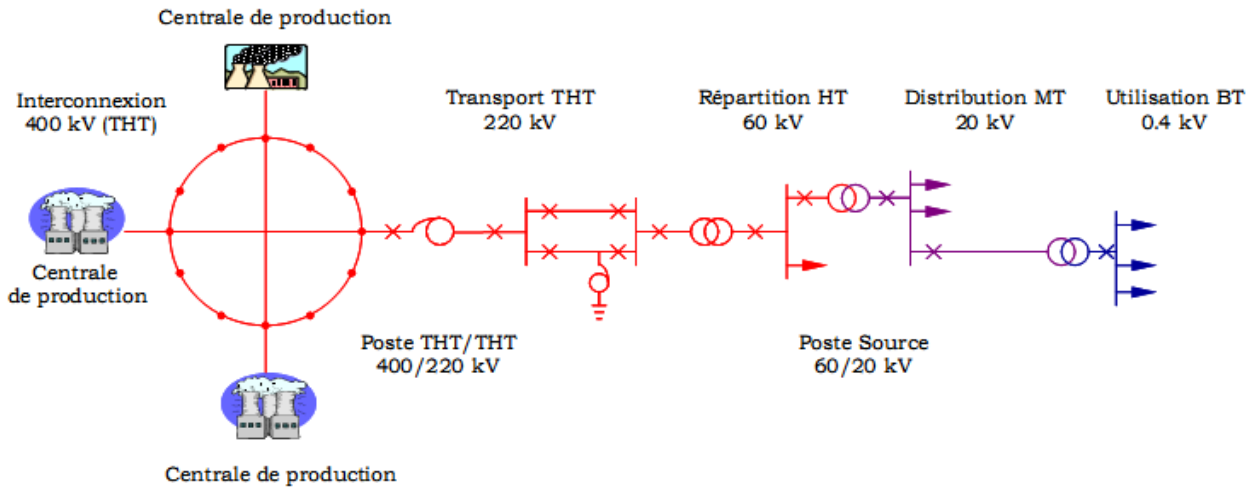 Centrale de production
Interconnexion
400 kV (THT)
Transport THT
220 kV
Répartition HT
60 kV
Distribution MT
20 kV
Utilisation BT
0.4 kV
Centrale
de production
Poste THT/THT
400/220 kV
Poste Source
60/20 kV
Centrale de production